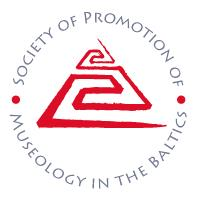 Society of Promotion of
Museology in the Baltics